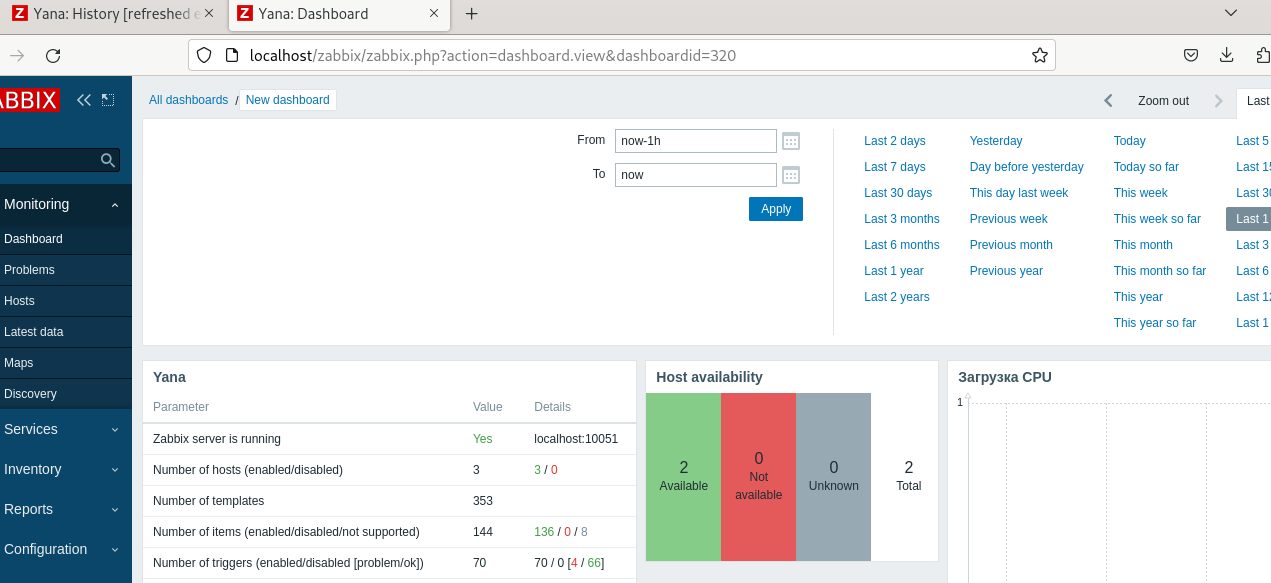 Yana: History [refreshed e
Yana: Dashboard
localhost/zabbix/zabbix.php?action=dashboard.view&dashboardid=320
ABBIX
All dashboards / New dashboard
Zoom out
Last
From now-1h
To now
Apply
Last 2 days Yesterday Today Last 5
Last 7 days Day before yesterday Today so far Last 15
Last 30 days This day last week This week Last 30
Last 3 months Previous week This week so far Last 1
Last 6 months Previous month This month Last 3
Last 1 year Previous year This month so far Last 6
Last 2 years This year Last 12
This year so far Last 1
Monitoring
Dashboard
Problems
Hosts
Latest data
Maps
Discovery
Services
Inventory
Reports
Configuration
Yana
Parameter Value Details
Zabbix server is running Yes localhost:10051
Number of hosts (enabled/disabled) 3 3 / 0
Number of templates 353
Number of items (enabled/disabled/not supported) 144 136 / 0 / 8
Number of triggers (enabled/disabled [problem/ok]) 70 70 / 0 [4 / 66]
Host availability
2
Available
0
Not
available
0
Unknown
2
Total
Загрузка CPU
1